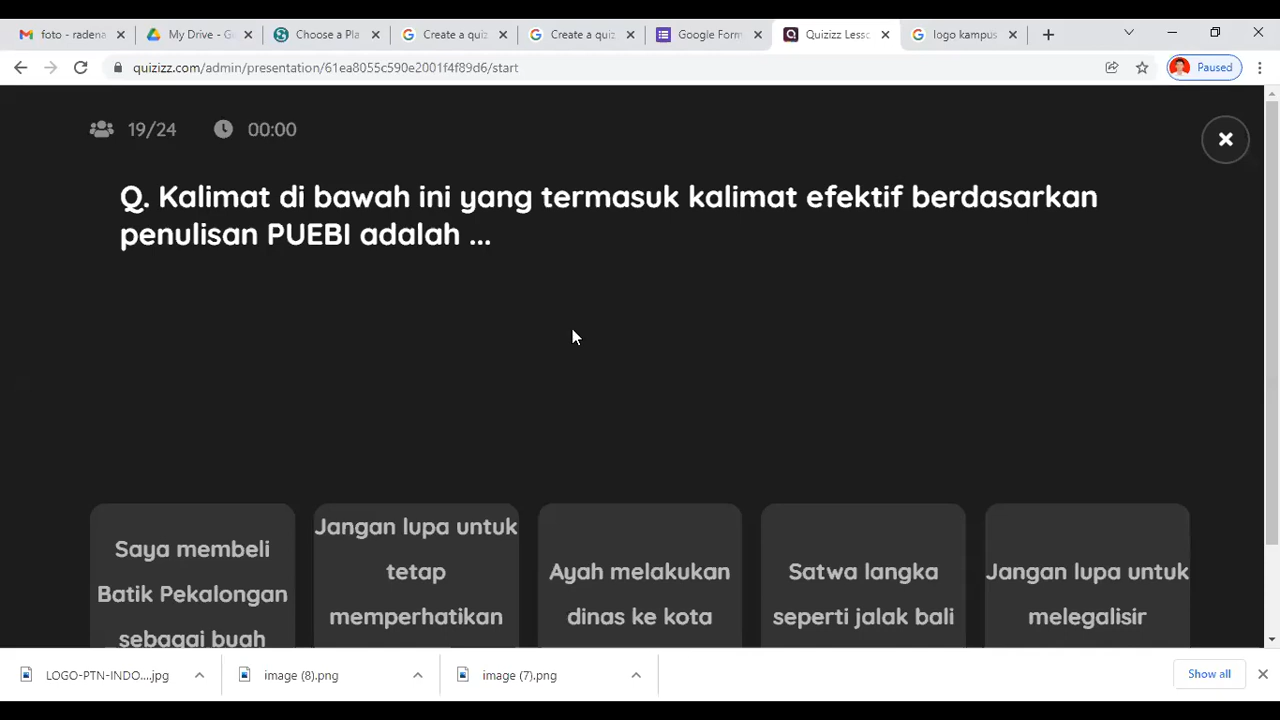 foto - radena
My Drive - G
Choose a Pla
Create a quiz
Create a quiz
Google Form
Quizizz Lesso
logo kampus
quizizz.com/admin/presentation/61ea8055c590e2001f4f89d6/start
Paused
19/24
00:00
Q. Kalimat di bawah ini yang termasuk kalimat efektif berdasarkan
penulisan PUEBI adalah ...
Saya membeli
Batik Pekalongan
sebagai buah
Jangan lupa untuk
tetap
memperhatikan
Ayah melakukan
dinas ke kota
Satwa langka
seperti jalak bali
Jangan lupa untuk
melegalisir
LOGO-PTN-INDO....jpg
image (8).png
image (7).png
Show all